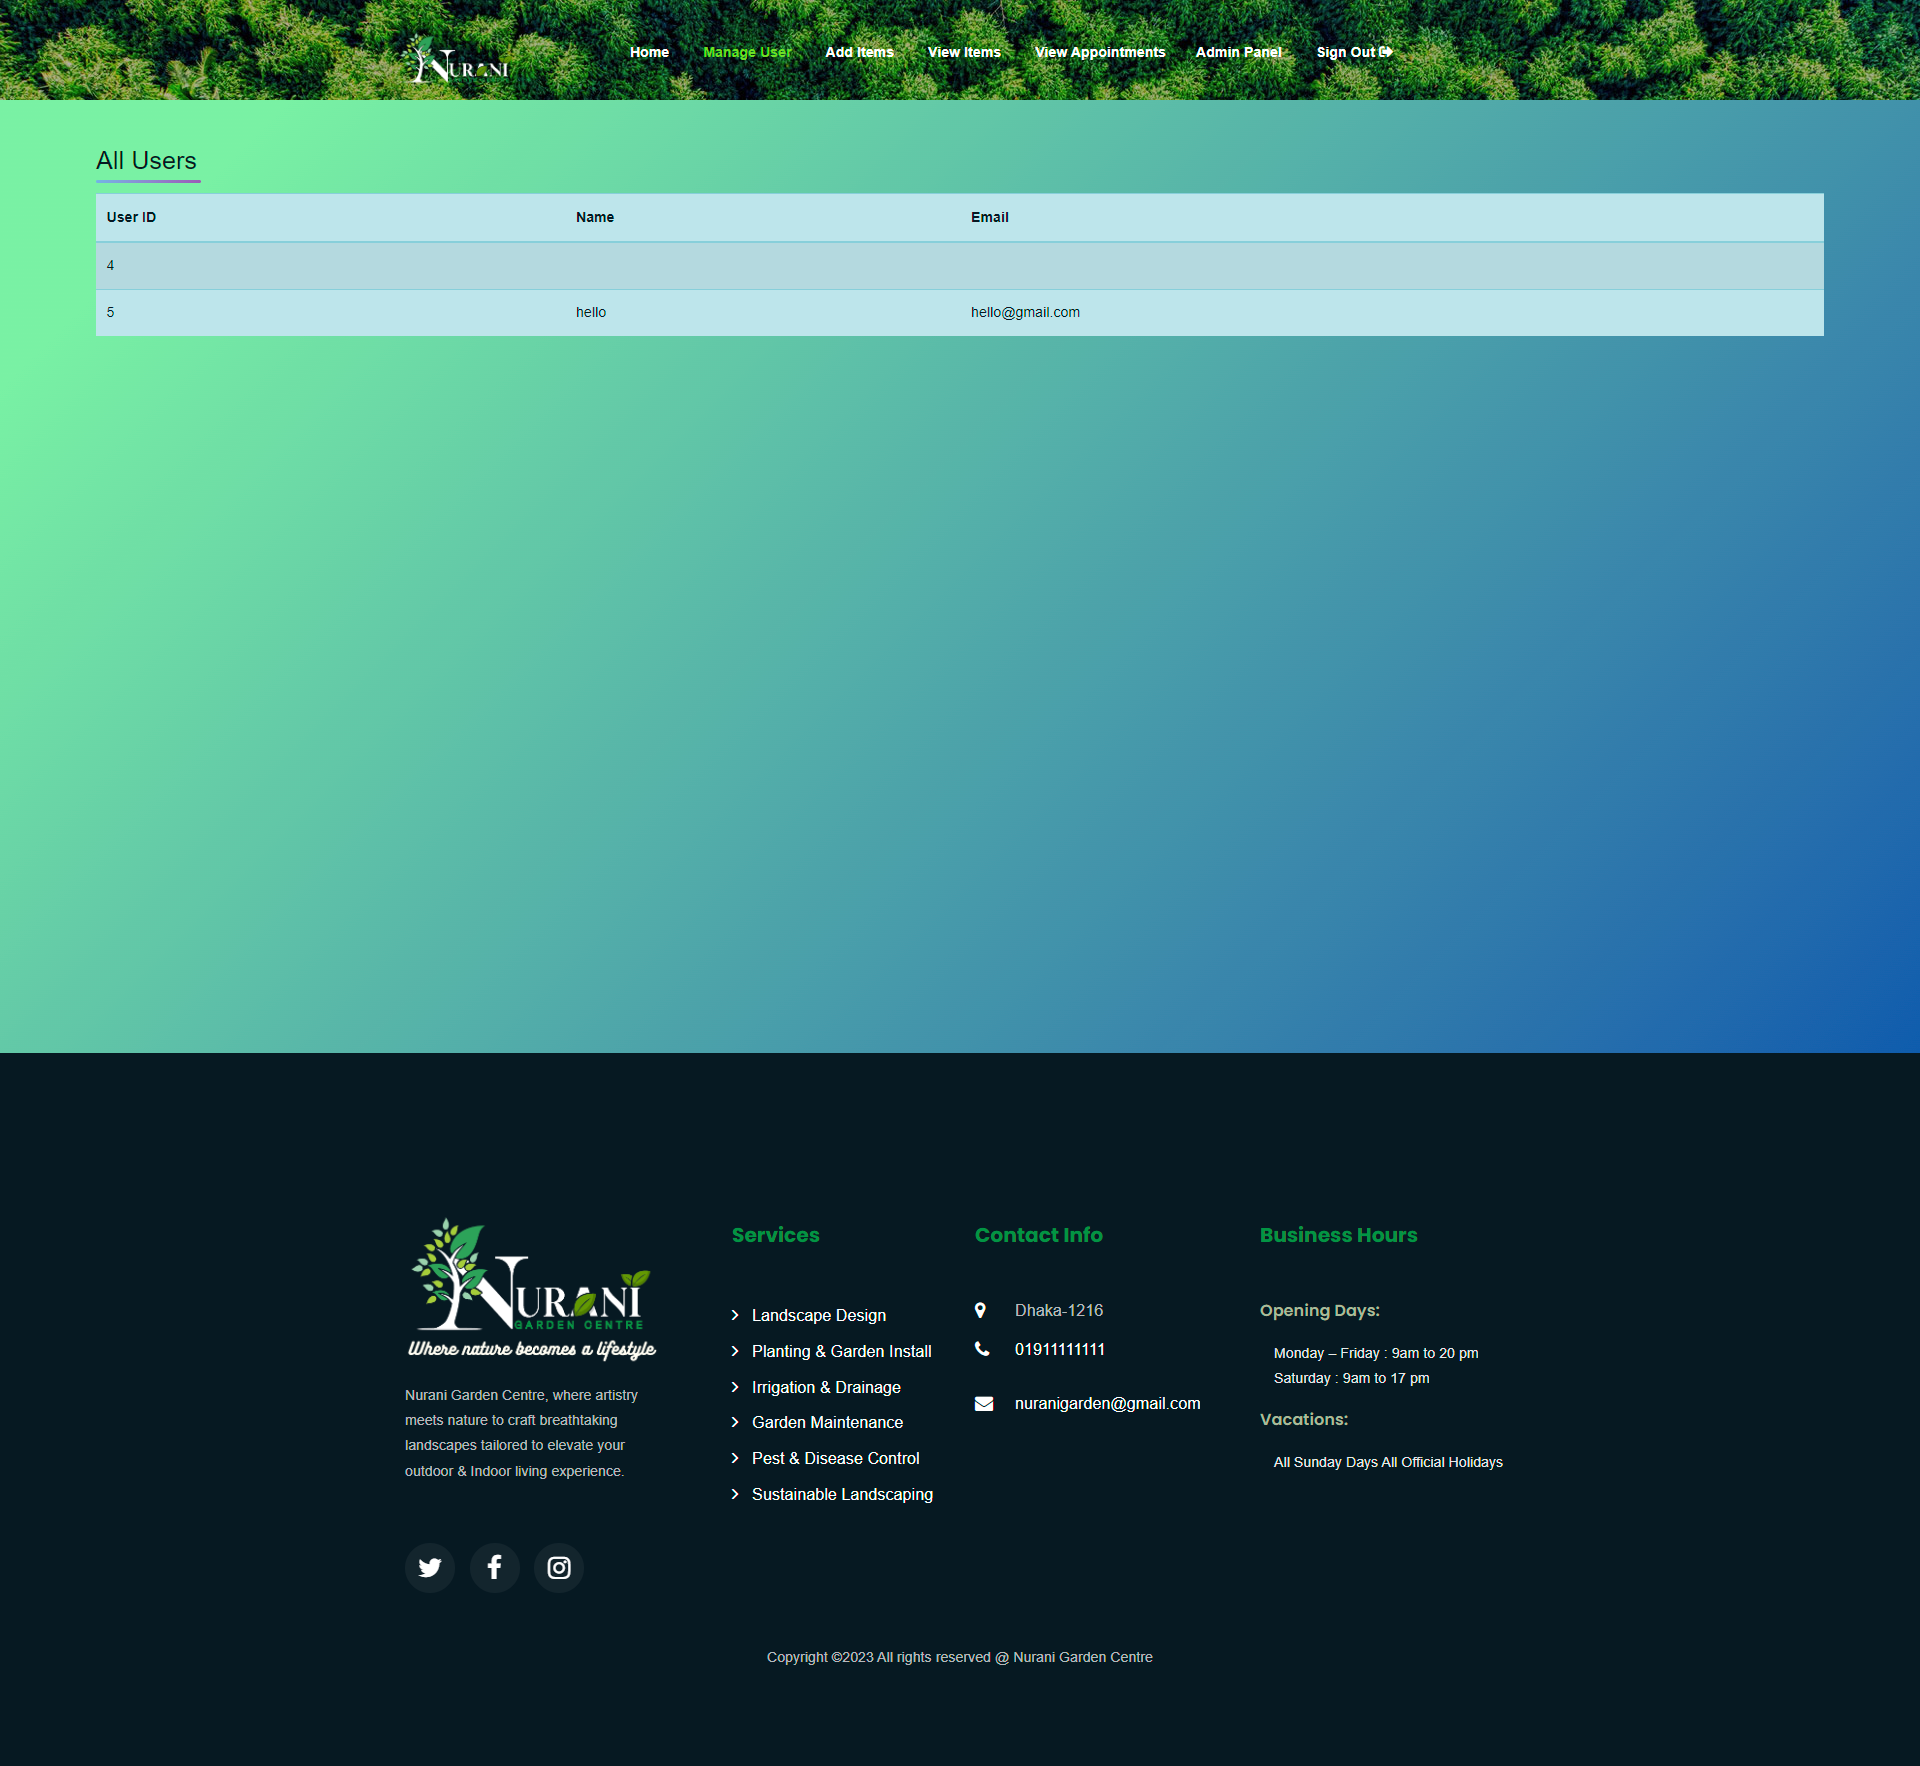 NURANI
Home
Manage User
Add Items
View Items
View Appointments
Admin Panel
Sign Out
All Users
User ID Name Email
4
5 hello hello@gmail.com
NURANI
GARDEN CENTRE
Where nature becomes a lifestyle
Nurani Garden Centre, where artistry
meets nature to craft breathtaking
landscapes tailored to elevate your
outdoor & Indoor living experience.
Services
Landscape Design
Planting & Garden Install
Irrigation & Drainage
Garden Maintenance
Pest & Disease Control
Sustainable Landscaping
Contact Info
Dhaka-1216
01911111111
nuranigarden@gmail.com
Business Hours
Opening Days:
Monday – Friday : 9am to 20 pm
Saturday : 9am to 17 pm
Vacations:
All Sunday Days All Official Holidays
Copyright ©2023 All rights reserved @ Nurani Garden Centre